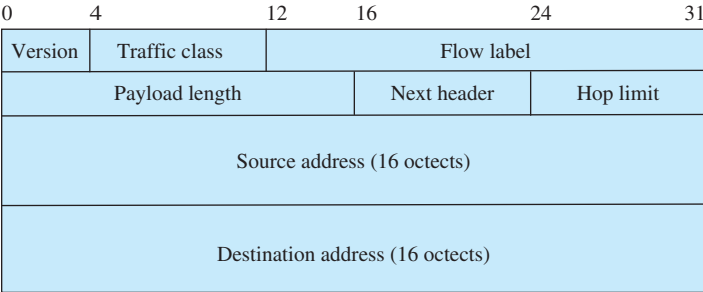 0 4 12 16 24 31
Version Traffic class Flow label
Payload length Next header Hop limit
Source address (16 octects)
Destination address (16 octects)